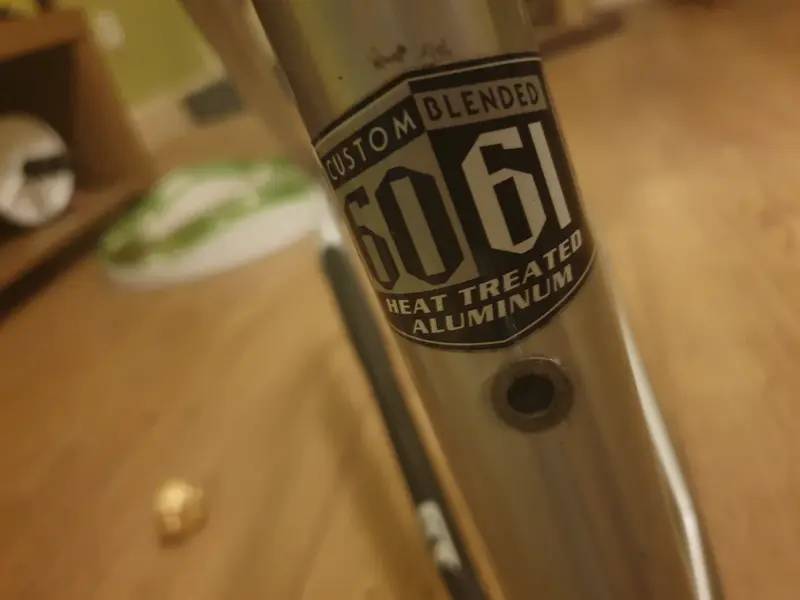 CUSTOM BLENDED
6061
HEAT TREATED
ALUMINUM